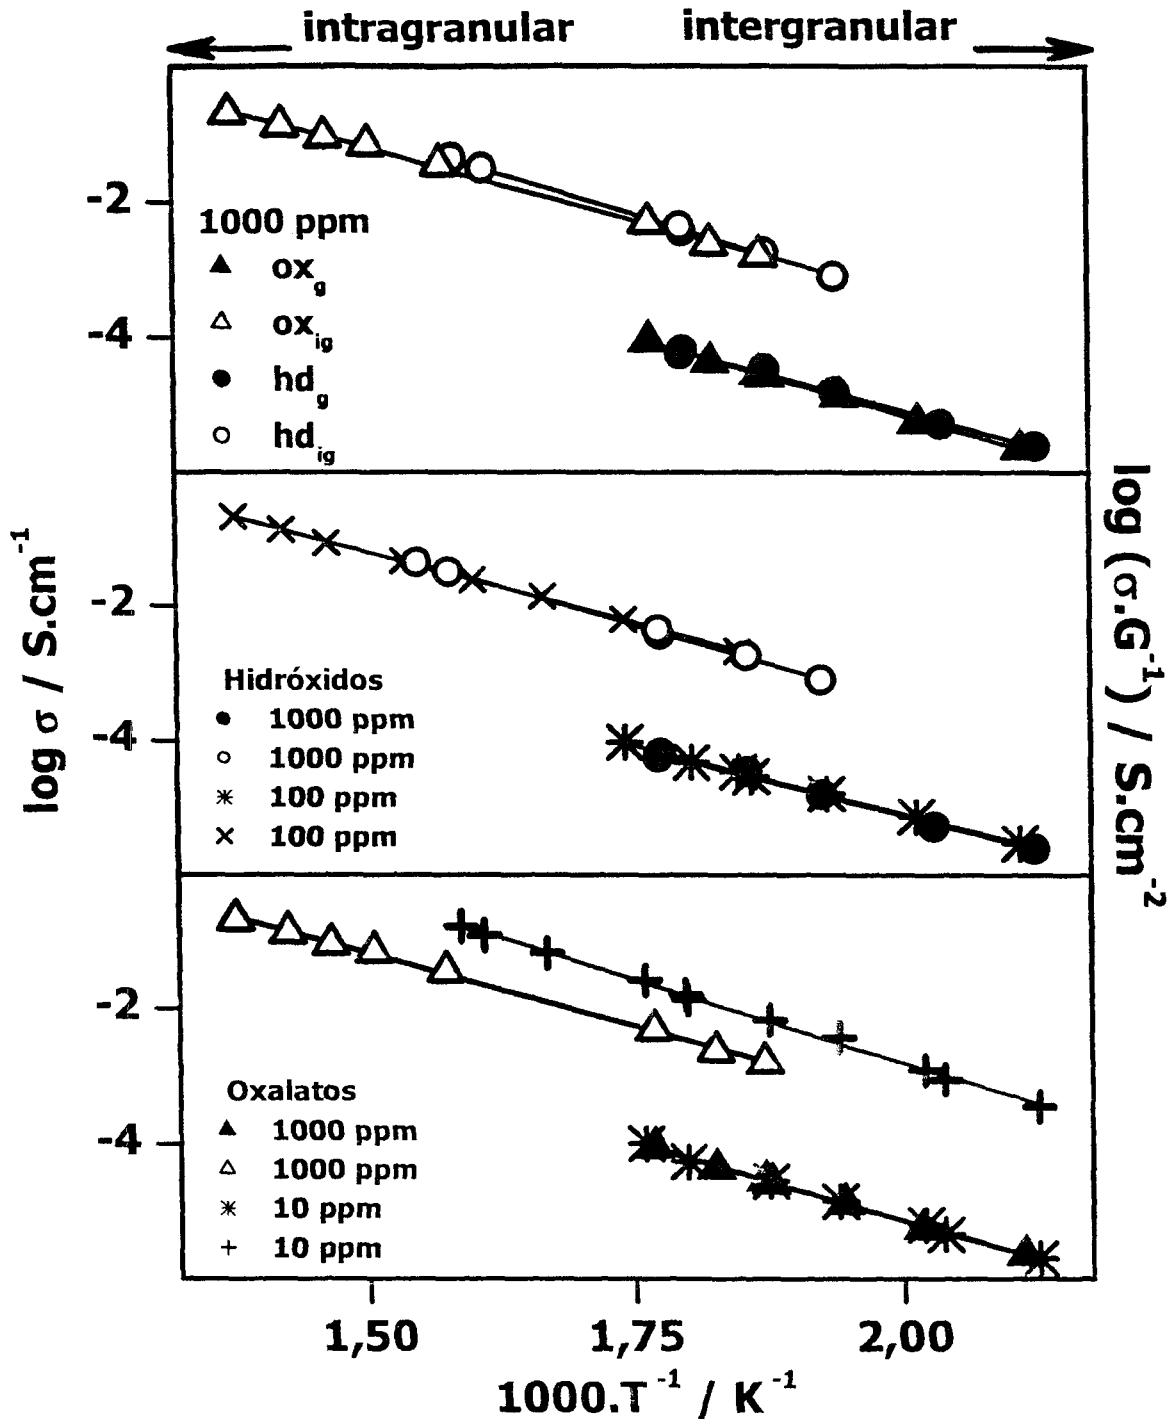 intragranular intergranular
-2
1000 ppm
ox_g
-4
ox_ig
hd_g
hd_ig
log σ / S.cm^-1
log (σ.G^-1) / S.cm^-2
-2
Hidróxidos
1000 ppm
-4
1000 ppm
100 ppm
100 ppm
-2
Oxalatos
1000 ppm
-4
1000 ppm
10 ppm
10 ppm
1,50 1,75 2,00
1000.T^-1 / K^-1